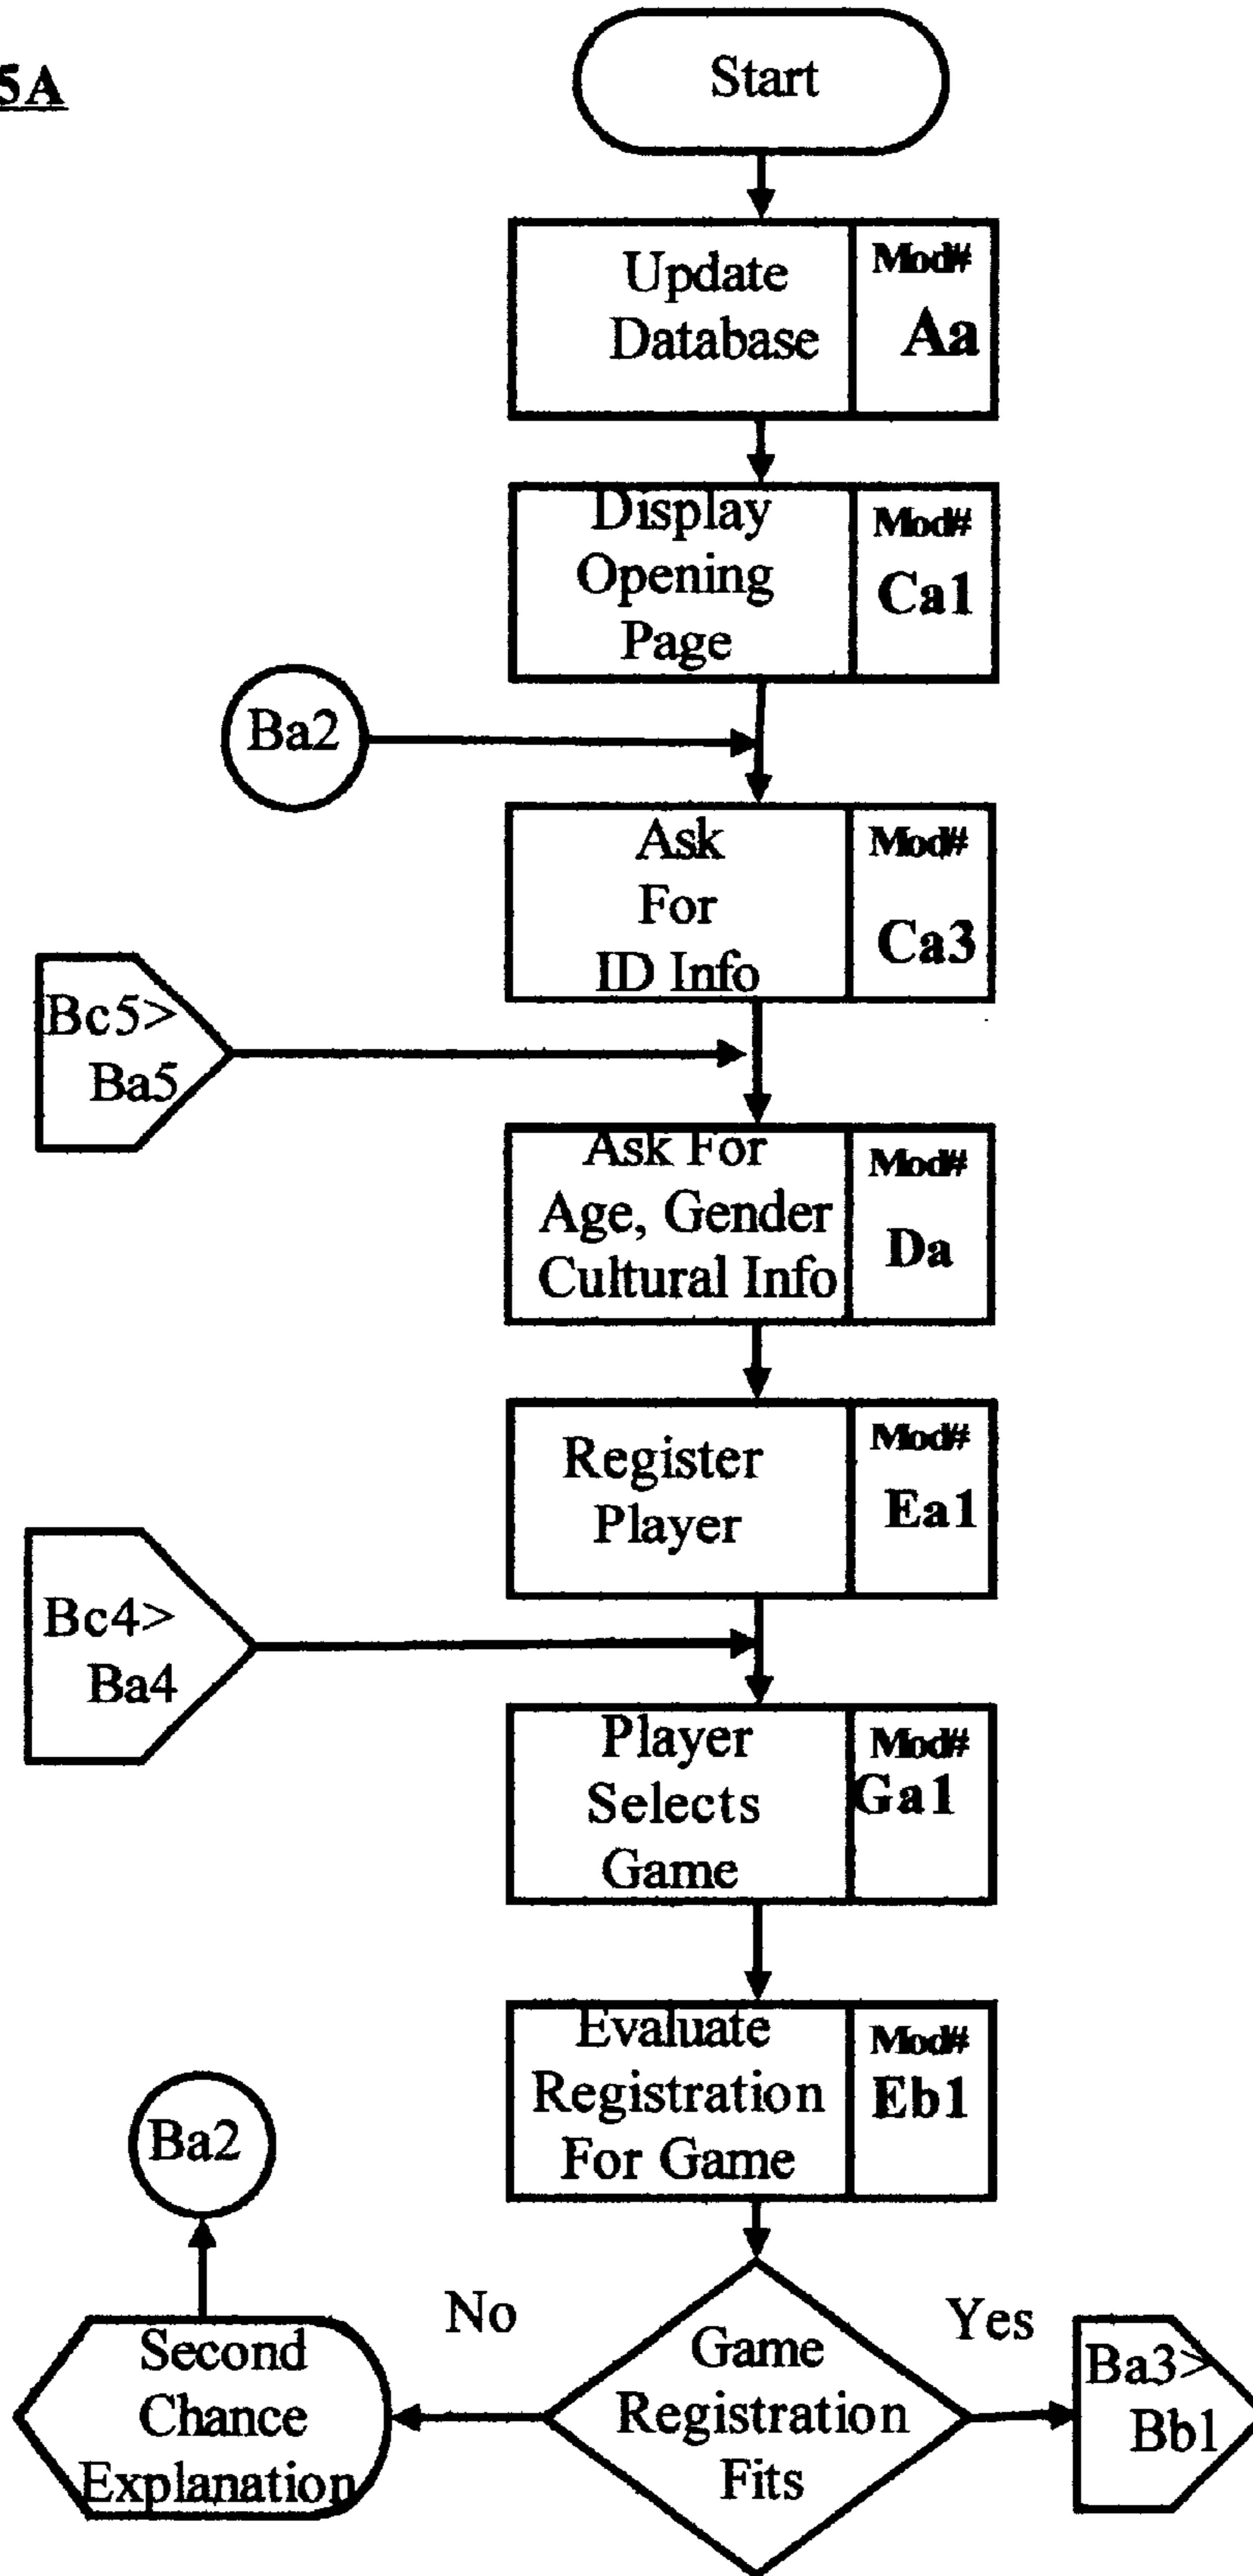 5A
Start
Update
Database
Mod#
Aa
Display
Opening
Page
Mod#
Ca1
Ba2
Ask
For
ID Info
Mod#
Ca3
Bc5>
Ba5
Ask For
Age, Gender
Cultural Info
Mod#
Da
Register
Player
Mod#
Ea1
Bc4>
Ba4
Player
Selects
Game
Mod#
Ga1
Evaluate
Registration
For Game
Mod#
Eb1
Ba2
No
Yes
Second
Chance
Explanation
Game
Registration
Fits
Ba3>
Bb1